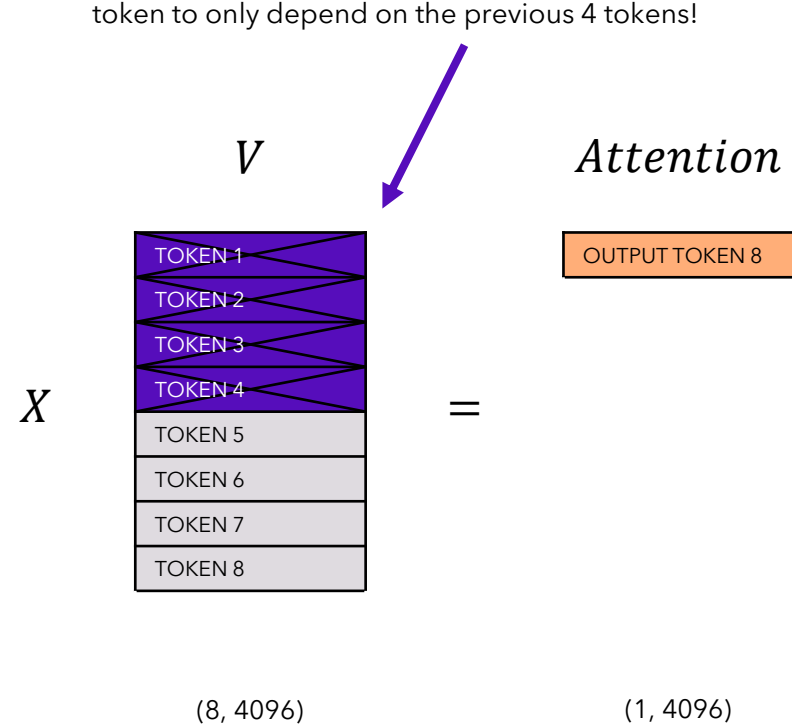 token to only depend on the previous 4 tokens!
V
Attention
TOKEN 1
OUTPUT TOKEN 8
TOKEN 2
TOKEN 3
TOKEN 4
X
=
TOKEN 5
TOKEN 6
TOKEN 7
TOKEN 8
(8, 4096)
(1, 4096)